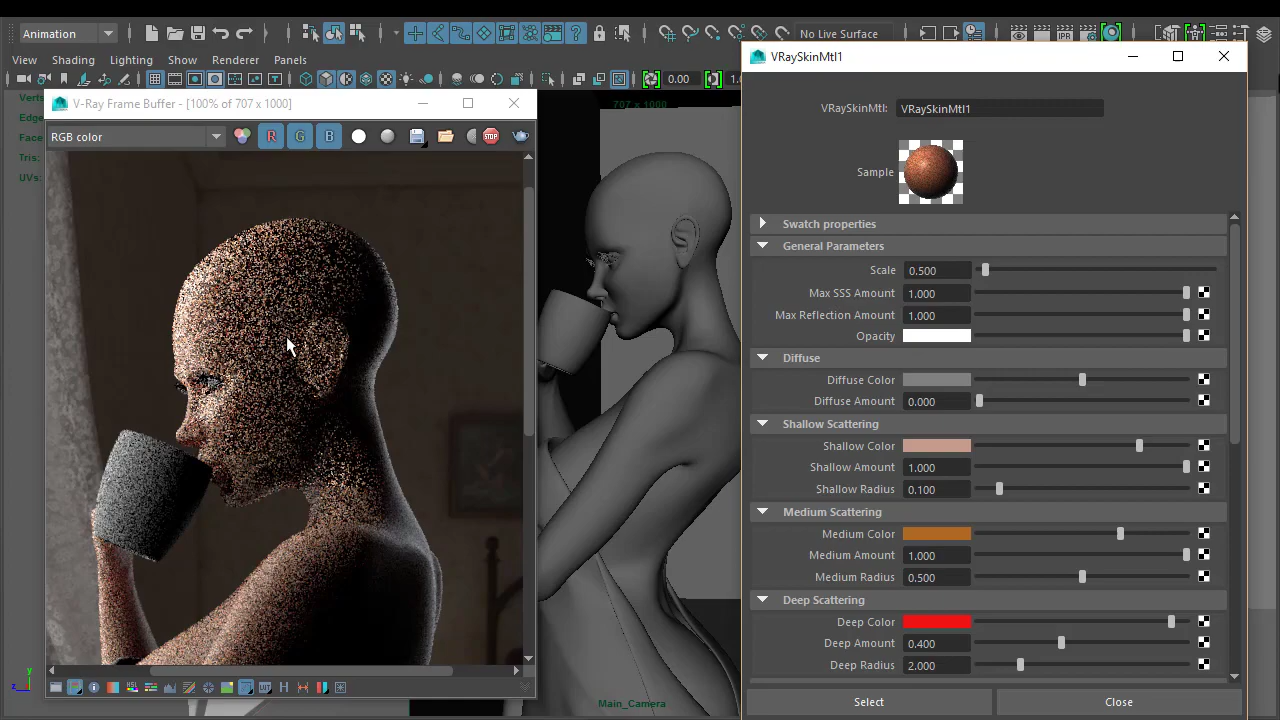 Animation
No Live Surface
View Shading Lighting Show Renderer Panels
VRaySkinMtl1
0.00
Verts
Edge
Face
Tris:
UVs:
V-Ray Frame Buffer - [100% of 707 x 1000]
707 x 1000
RGB color
R G B
STOP
VRaySkinMtl: VRaySkinMtl1
Sample
Swatch properties
General Parameters
Scale 0.500
Max SSS Amount 1.000
Max Reflection Amount 1.000
Opacity
Diffuse
Diffuse Color
Diffuse Amount 0.000
Shallow Scattering
Shallow Color
Shallow Amount 1.000
Shallow Radius 0.100
Medium Scattering
Medium Color
Medium Amount 1.000
Medium Radius 0.500
Deep Scattering
Deep Color
Deep Amount 0.400
Deep Radius 2.000
y
z
HSL
H
Main_Camera
Select
Close